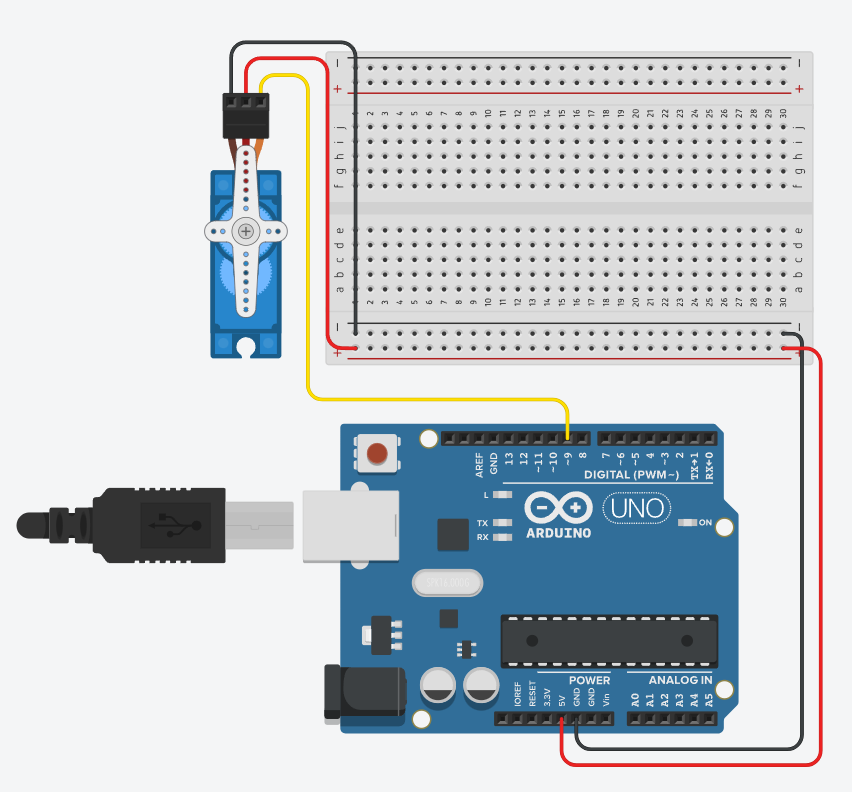 − −
+ +
1 2 3 4 5 6 7 8 9 10 11 12 13 14 15 16 17 18 19 20 21 22 23 24 25 26 27 28 29 30
j j
i i
h h
g g
f f
e e
d d
c c
b b
a a
1 2 3 4 5 6 7 8 9 10 11 12 13 14 15 16 17 18 19 20 21 22 23 24 25 26 27 28 29 30
− −
+ +
AREF GND 13 12 ~11 ~10 ~9 8 7 ~6 ~5 4 ~3 2 TX→1 RX←0
DIGITAL (PWM~)
L
TX
RX
UNO
ON
ARDUINO
POWER ANALOG IN
IOREF RESET 3.3V 5V GND GND Vin A0 A1 A2 A3 A4 A5